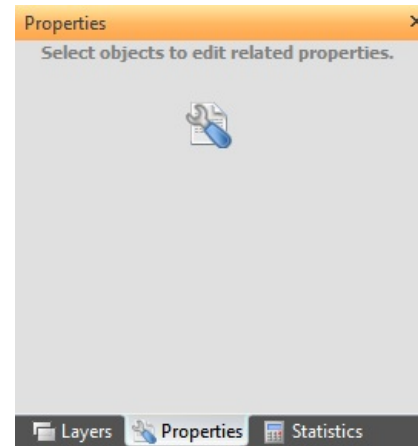 Properties
Select objects to edit related properties.
Layers Properties Statistics